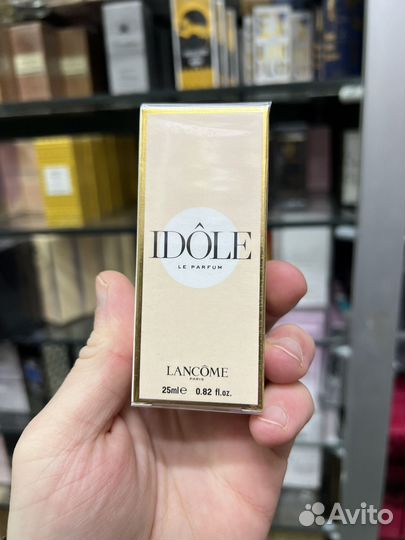 IDÔLE
LE PARFUM
LANCÔME
PARIS
25ml℮ 0.82 fl.oz.
Avito